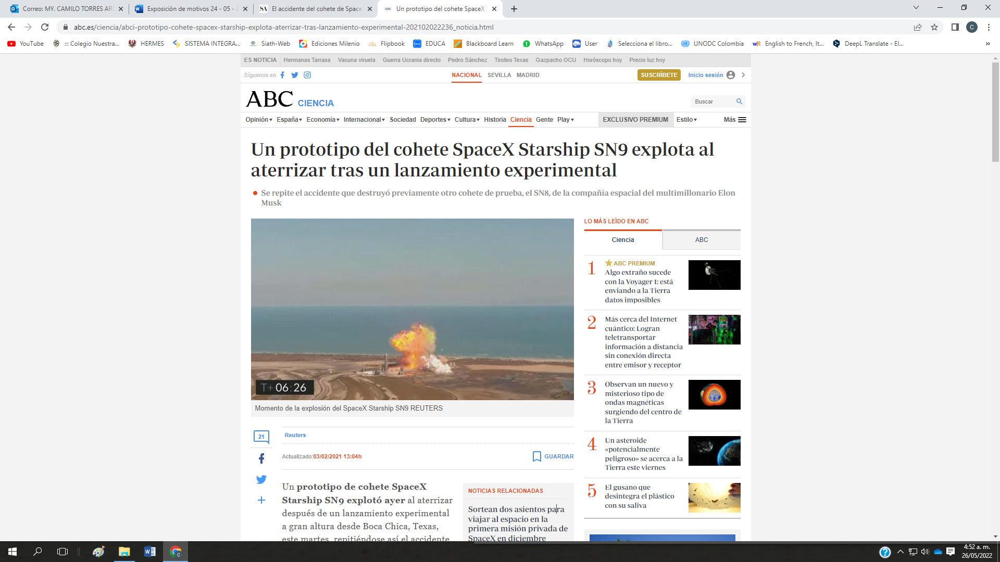 Correo: MY. CAMILO TORRES AR
Exposición de motivos 24 - 05 - 2
El accidente del cohete de Space
Un prototipo del cohete SpaceX
abc.es/ciencia/abci-prototipo-cohete-spacex-starship-explota-aterrizar-tras-lanzamiento-experimental-202102022236_noticia.html
C
YouTube
::: Colegio Nuestra...
HERMES
SISTEMA INTEGRA...
Siath-Web
Ediciones Milenio
Flipbook
EDUCA
Blackboard Learn
WhatsApp
User
Selecciona el libro...
UNODC Colombia
English to French, It...
DeepL Translate - El...
ES NOTICIA Hermanas Tarrasa Vacuna viruela Guerra Ucrania directo Pedro Sánchez Tiroteo Texas Gazpacho OCU Horóscopo hoy Precio luz hoy
Síguenos en
NACIONAL SEVILLA MADRID
SUSCRÍBETE
Inicio sesión
ABC CIENCIA
Buscar
Opinión España Economía Internacional Sociedad Deportes Cultura Historia Ciencia Gente Play
EXCLUSIVO PREMIUM
Estilo
Más
Un prototipo del cohete SpaceX Starship SN9 explota al
aterrizar tras un lanzamiento experimental
Se repite el accidente que destruyó previamente otro cohete de prueba, el SN8, de la compañía espacial del multimillonario Elon
Musk
T+ 06:26
Momento de la explosión del SpaceX Starship SN9 REUTERS
21
Reuters
Actualizado:03/02/2021 13:04h
GUARDAR
Un prototipo de cohete SpaceX
Starship SN9 explotó ayer al aterrizar
después de un lanzamiento experimental
a gran altura desde Boca Chica, Texas,
este martes, repitiéndose así el accidente
NOTICIAS RELACIONADAS
Sortean dos asientos para
viajar al espacio en la
primera misión privada de
SpaceX en diciembre
LO MÁS LEÍDO EN ABC
Ciencia
ABC
1
ABC PREMIUM
Algo extraño sucede
con la Voyager 1: está
enviando a la Tierra
datos imposibles
2
Más cerca del Internet
cuántico: Logran
teletransportar
información a distancia
sin conexión directa
entre emisor y receptor
3
Observan un nuevo y
misterioso tipo de
ondas magnéticas
surgiendo del centro de
la Tierra
4
Un asteroide
«potencialmente
peligroso» se acerca a la
Tierra este viernes
5
El gusano que
desintegra el plástico
con su saliva
4:52 a. m.
26/05/2022